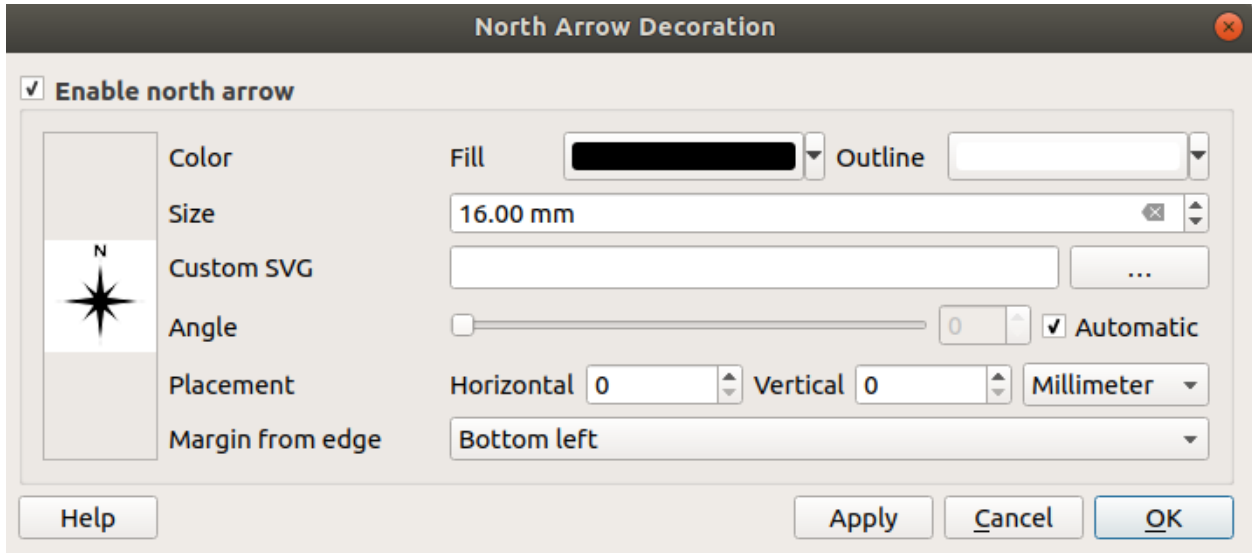 North Arrow Decoration
Enable north arrow
Color Fill Outline
Size 16.00 mm
N
Custom SVG ...
Angle 0 Automatic
Placement Horizontal 0 Vertical 0 Millimeter
Margin from edge Bottom left
Help Apply Cancel OK